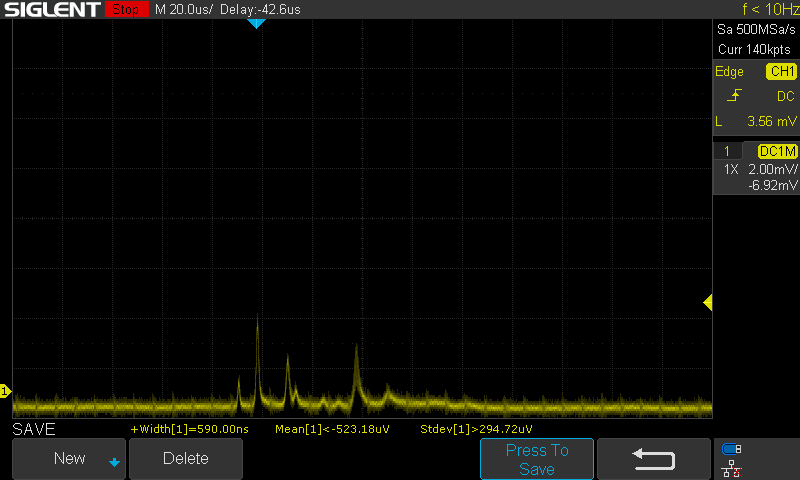 SIGLENT Stop M 20.0us/ Delay:-42.6us f < 10Hz
Sa 500MSa/s
Curr 140kpts
Edge CH1
DC
L 3.56 mV
1 DC1M
1X 2.00mV/
-6.92mV
1
SAVE +Width[1]=590.00ns Mean[1]<-523.18uV Stdev[1]>294.72uV
New Delete Press To
Save